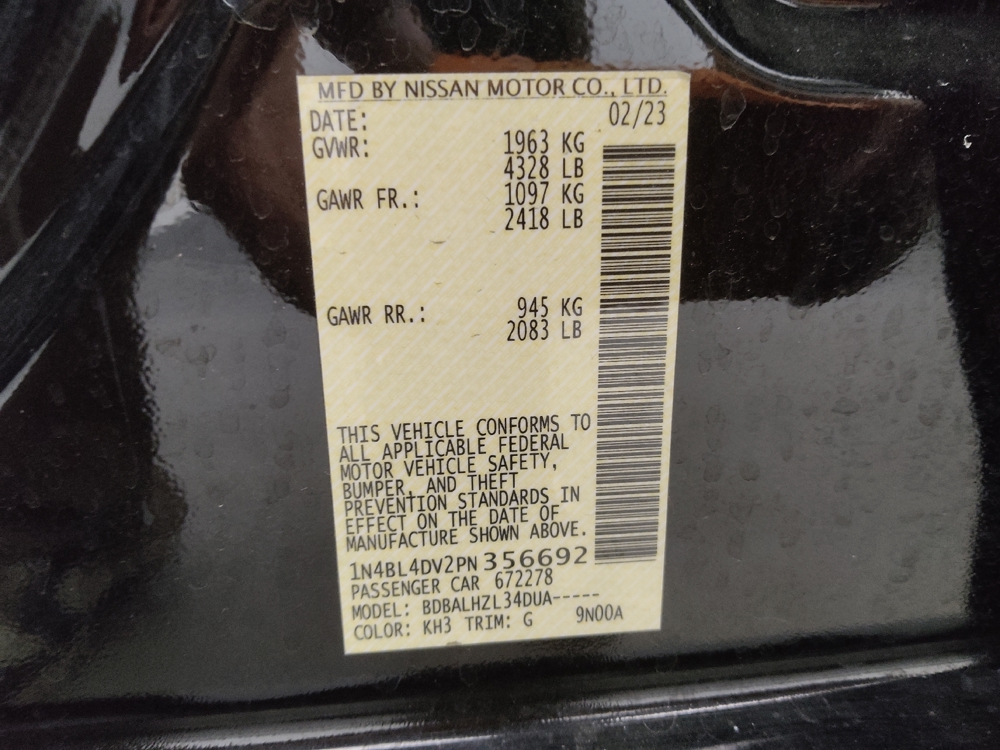 MFD BY NISSAN MOTOR CO., LTD.
DATE: 02/23
GVWR: 1963 KG
4328 LB
GAWR FR.: 1097 KG
2418 LB
GAWR RR.: 945 KG
2083 LB
THIS VEHICLE CONFORMS TO
ALL APPLICABLE FEDERAL
MOTOR VEHICLE SAFETY,
BUMPER, AND THEFT
PREVENTION STANDARDS IN
EFFECT ON THE DATE OF
MANUFACTURE SHOWN ABOVE.
1N4BL4DV2PN356692
PASSENGER CAR 672278
MODEL: BDBALHZL34DUA-----
COLOR: KH3 TRIM: G 9N00A